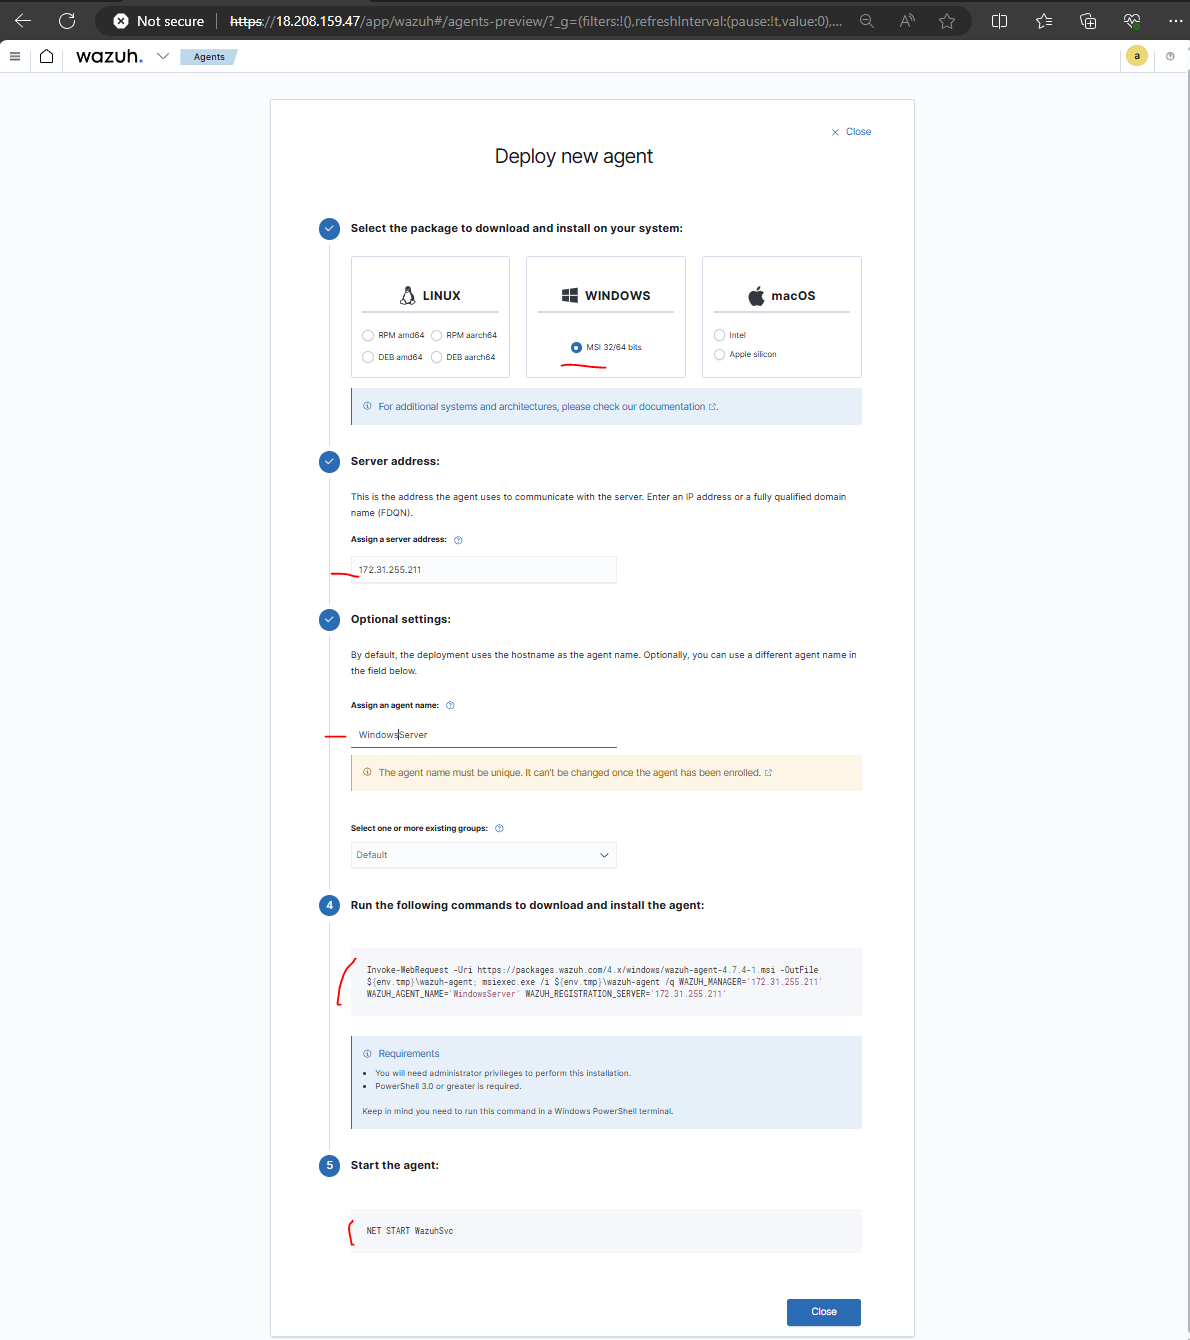 Not secure
https://18.208.159.47/app/wazuh#/agents-preview/?_g=(filters:!(),refreshInterval:(pause:!t,value:0),...
wazuh.
Agents
a
Close
Deploy new agent
Select the package to download and install on your system:
LINUX
RPM amd64 RPM aarch64
DEB amd64 DEB aarch64
WINDOWS
MSI 32/64 bits
macOS
Intel
Apple silicon
For additional systems and architectures, please check our documentation.
Server address:
This is the address the agent uses to communicate with the server. Enter an IP address or a fully qualified domain
name (FDQN).
Assign a server address:
172.31.255.211
Optional settings:
By default, the deployment uses the hostname as the agent name. Optionally, you can use a different agent name in
the field below.
Assign an agent name:
WindowsServer
The agent name must be unique. It can't be changed once the agent has been enrolled.
Select one or more existing groups:
Default
4 Run the following commands to download and install the agent:
Invoke-WebRequest -Uri https://packages.wazuh.com/4.x/windows/wazuh-agent-4.7.4-1.msi -OutFile
${env.tmp}\wazuh-agent; msiexec.exe /i ${env.tmp}\wazuh-agent /q WAZUH_MANAGER='172.31.255.211'
WAZUH_AGENT_NAME='WindowsServer' WAZUH_REGISTRATION_SERVER='172.31.255.211'
Requirements
• You will need administrator privileges to perform this installation.
• PowerShell 3.0 or greater is required.
Keep in mind you need to run this command in a Windows PowerShell terminal.
5 Start the agent:
NET START WazuhSvc
Close